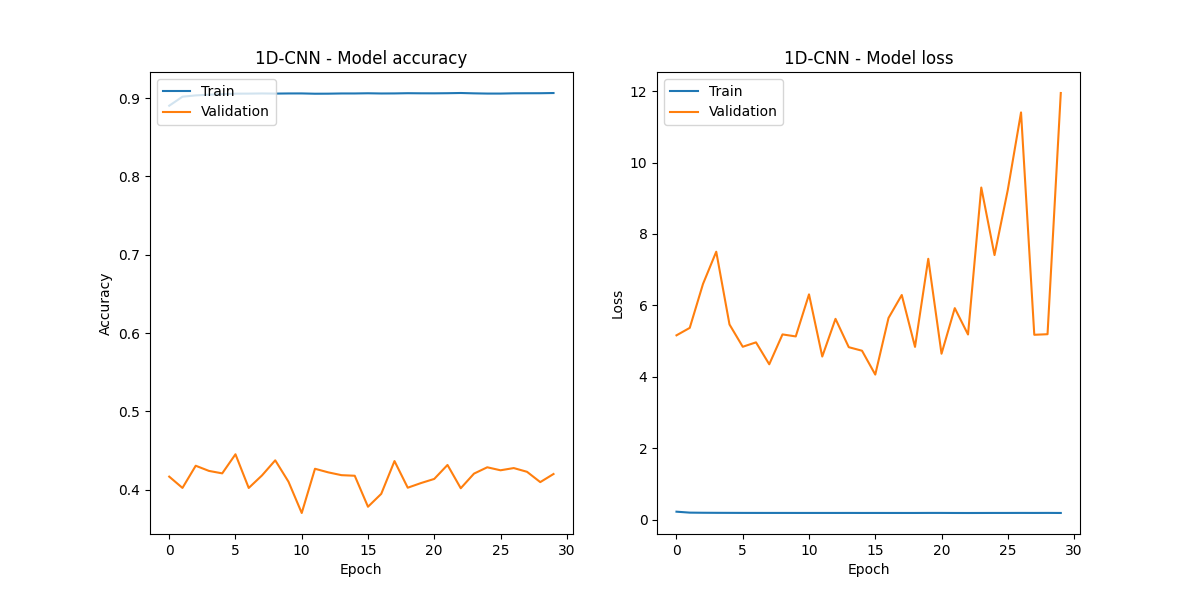 1D-CNN - Model accuracy
Train
Validation
0.9
0.8
0.7
0.6
0.5
0.4
Accuracy
0 5 10 15 20 25 30
Epoch
1D-CNN - Model loss
Train
Validation
12
10
8
6
4
2
0
Loss
0 5 10 15 20 25 30
Epoch